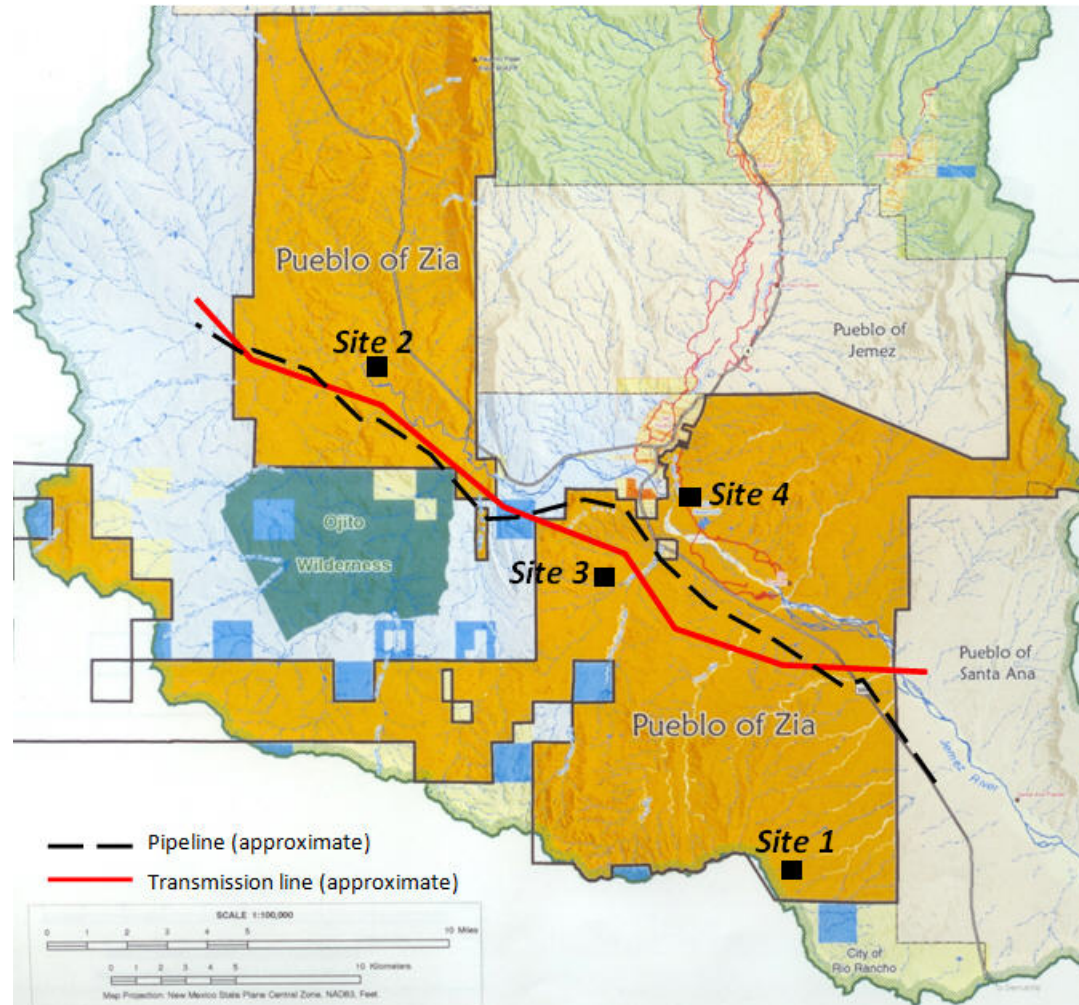 Pueblo of Zia
Site 2
Pueblo of
Jemez
4
Site 4
Ojito
Wilderness
Site 3
Pueblo of
Santa Ana
Pueblo of Zia
Jemez River
Site 1
Pipeline (approximate)
Transmission line (approximate)
SCALE 1:100,000
0 1 2 3 4 5 10 Miles
0 1 2 3 4 5 10 Kilometers
Map Projection: New Mexico State Plane Central Zone, NAD83, Feet.
City of
Rio Rancho